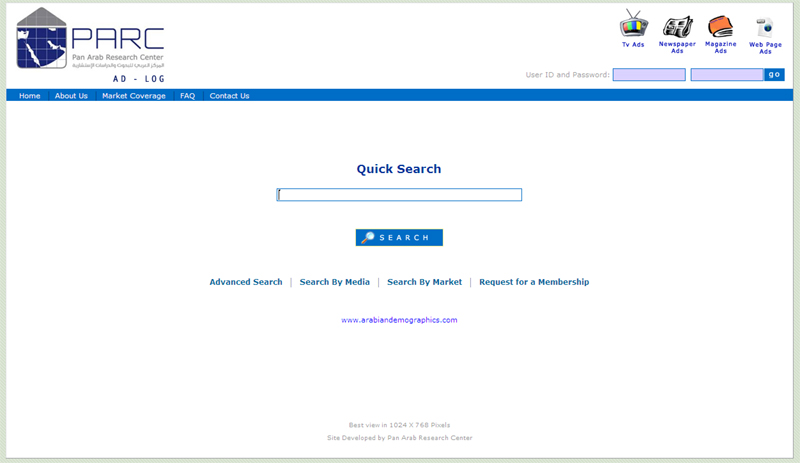 PARC
Pan Arab Research Center
المركز العربي للبحوث والدراسات الاستشارية
AD - LOG
Tv Ads
Newspaper Ads
Magazine Ads
Web Page Ads
User ID and Password: go
Home About Us Market Coverage FAQ Contact Us
Quick Search
SEARCH
Advanced Search | Search By Media | Search By Market | Request for a Membership
www.arabiandemographics.com
Best view in 1024 X 768 Pixals
Site Developed by Pan Arab Research Center